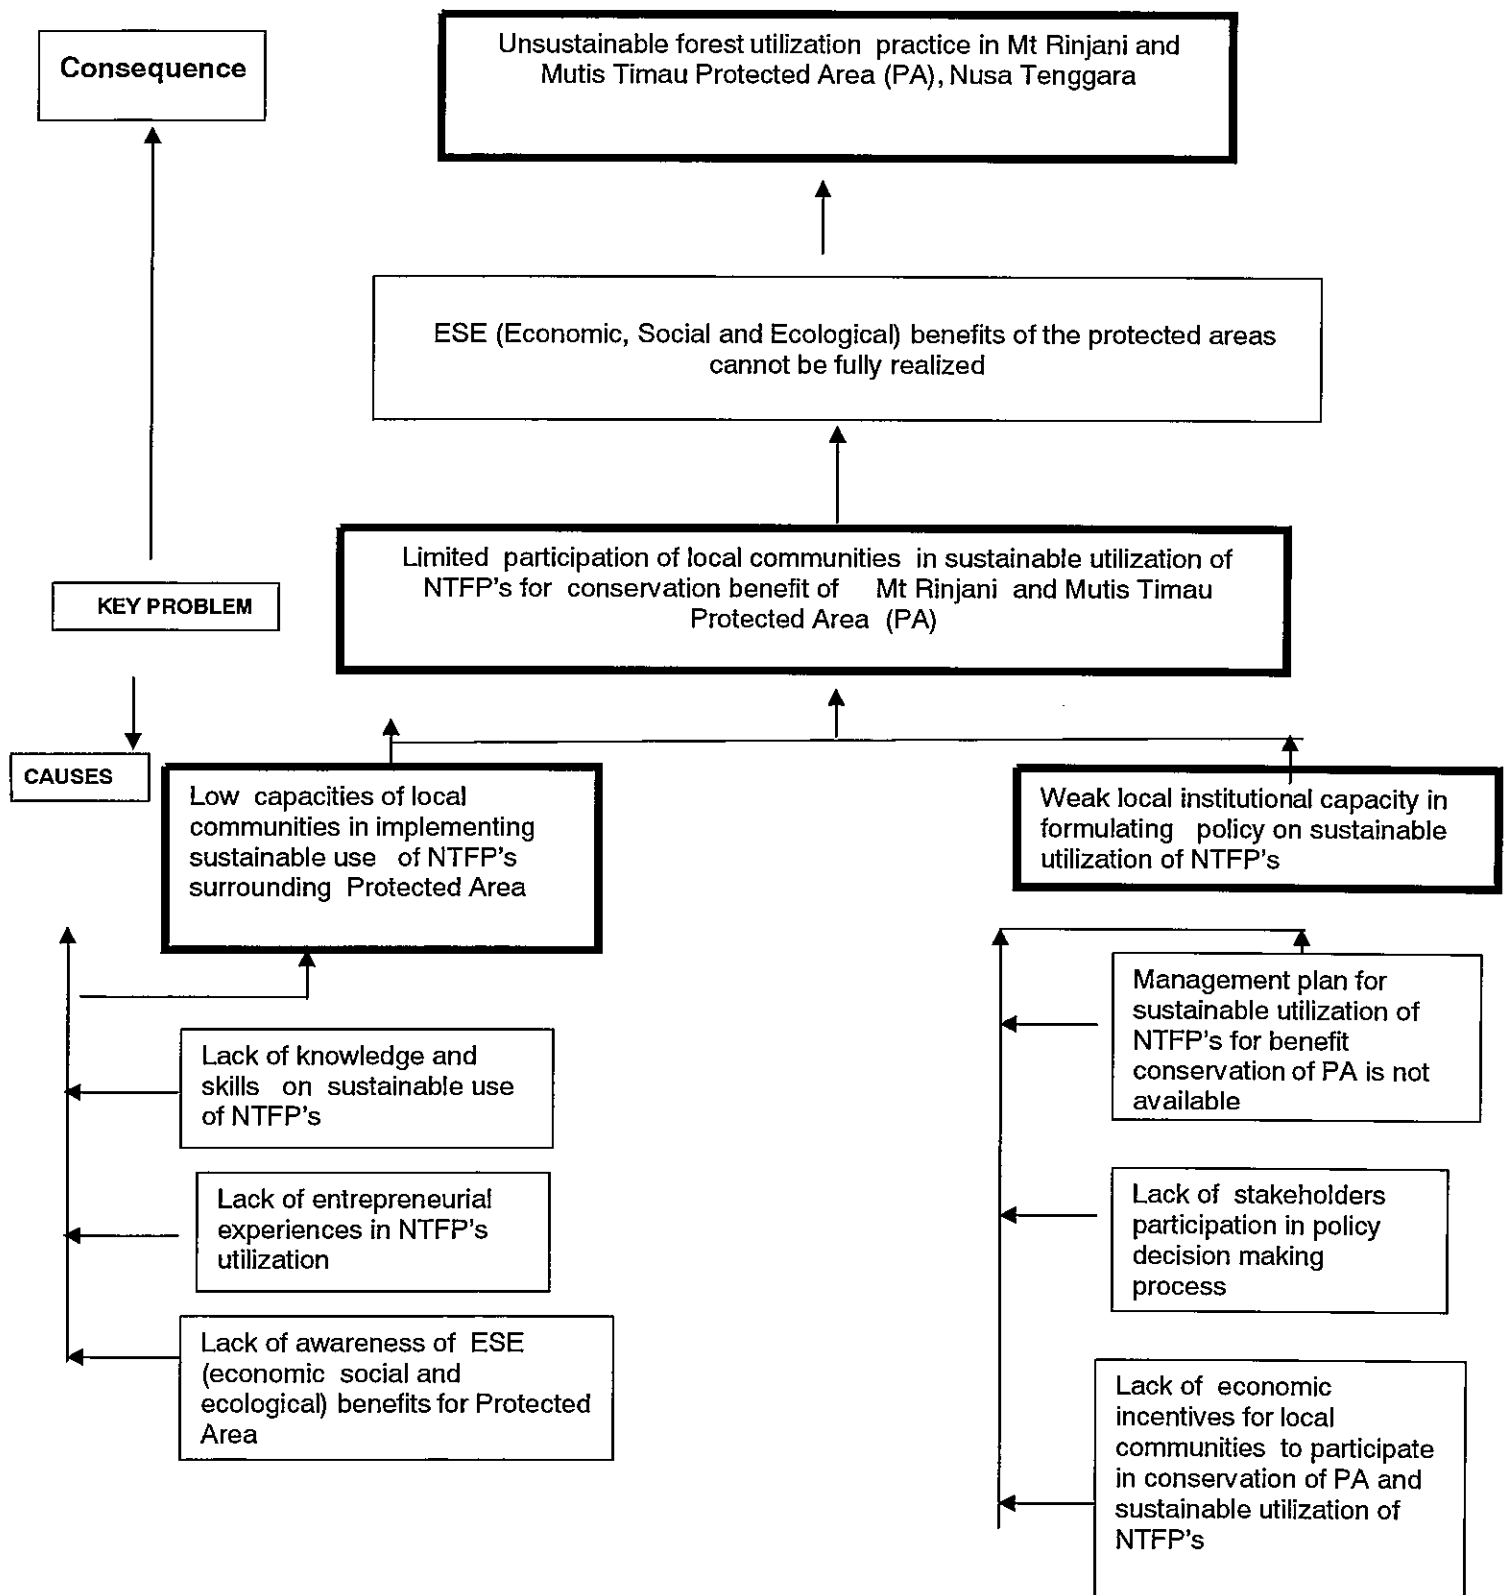 Consequence
Unsustainable forest utilization practice in Mt Rinjani and
Mutis Timau Protected Area (PA), Nusa Tenggara
ESE (Economic, Social and Ecological) benefits of the protected areas
cannot be fully realized
Limited participation of local communities in sustainable utilization of
NTFP's for conservation benefit of Mt Rinjani and Mutis Timau
Protected Area (PA)
KEY PROBLEM
CAUSES
Low capacities of local
communities in implementing
sustainable use of NTFP's
surrounding Protected Area
Lack of knowledge and
skills on sustainable use
of NTFP's
Lack of entrepreneurial
experiences in NTFP's
utilization
Lack of awareness of ESE
(economic social and
ecological) benefits for Protected
Area
Weak local institutional capacity in
formulating policy on sustainable
utilization of NTFP's
Management plan for
sustainable utilization of
NTFP's for benefit
conservation of PA is not
available
Lack of stakeholders
participation in policy
decision making
process
Lack of economic
incentives for local
communities to participate
in conservation of PA and
sustainable utilization of
NTFP's